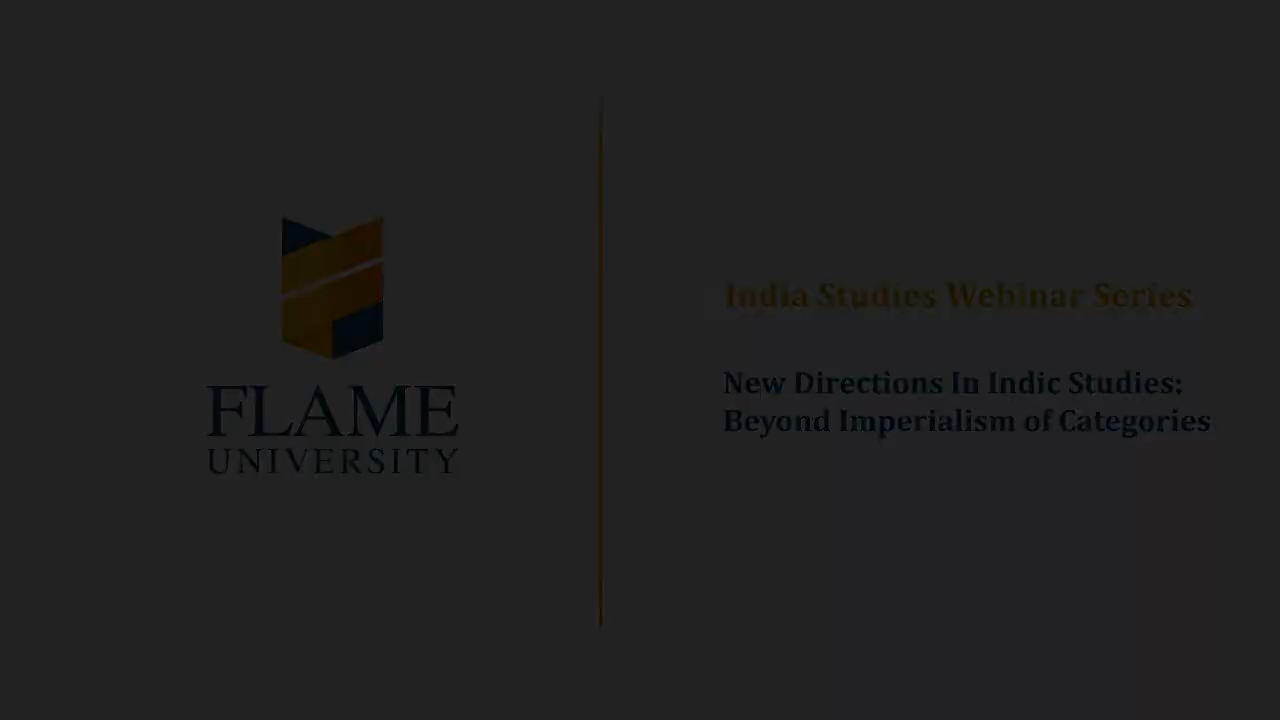 FLAME
UNIVERSITY
India Studies Webinar Series
New Directions In Indic Studies:
Beyond Imperialism of Categories